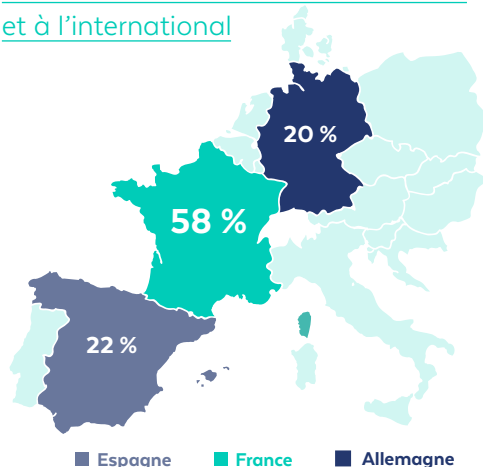 et à l’international
20 %
58 %
22 %
Espagne France Allemagne